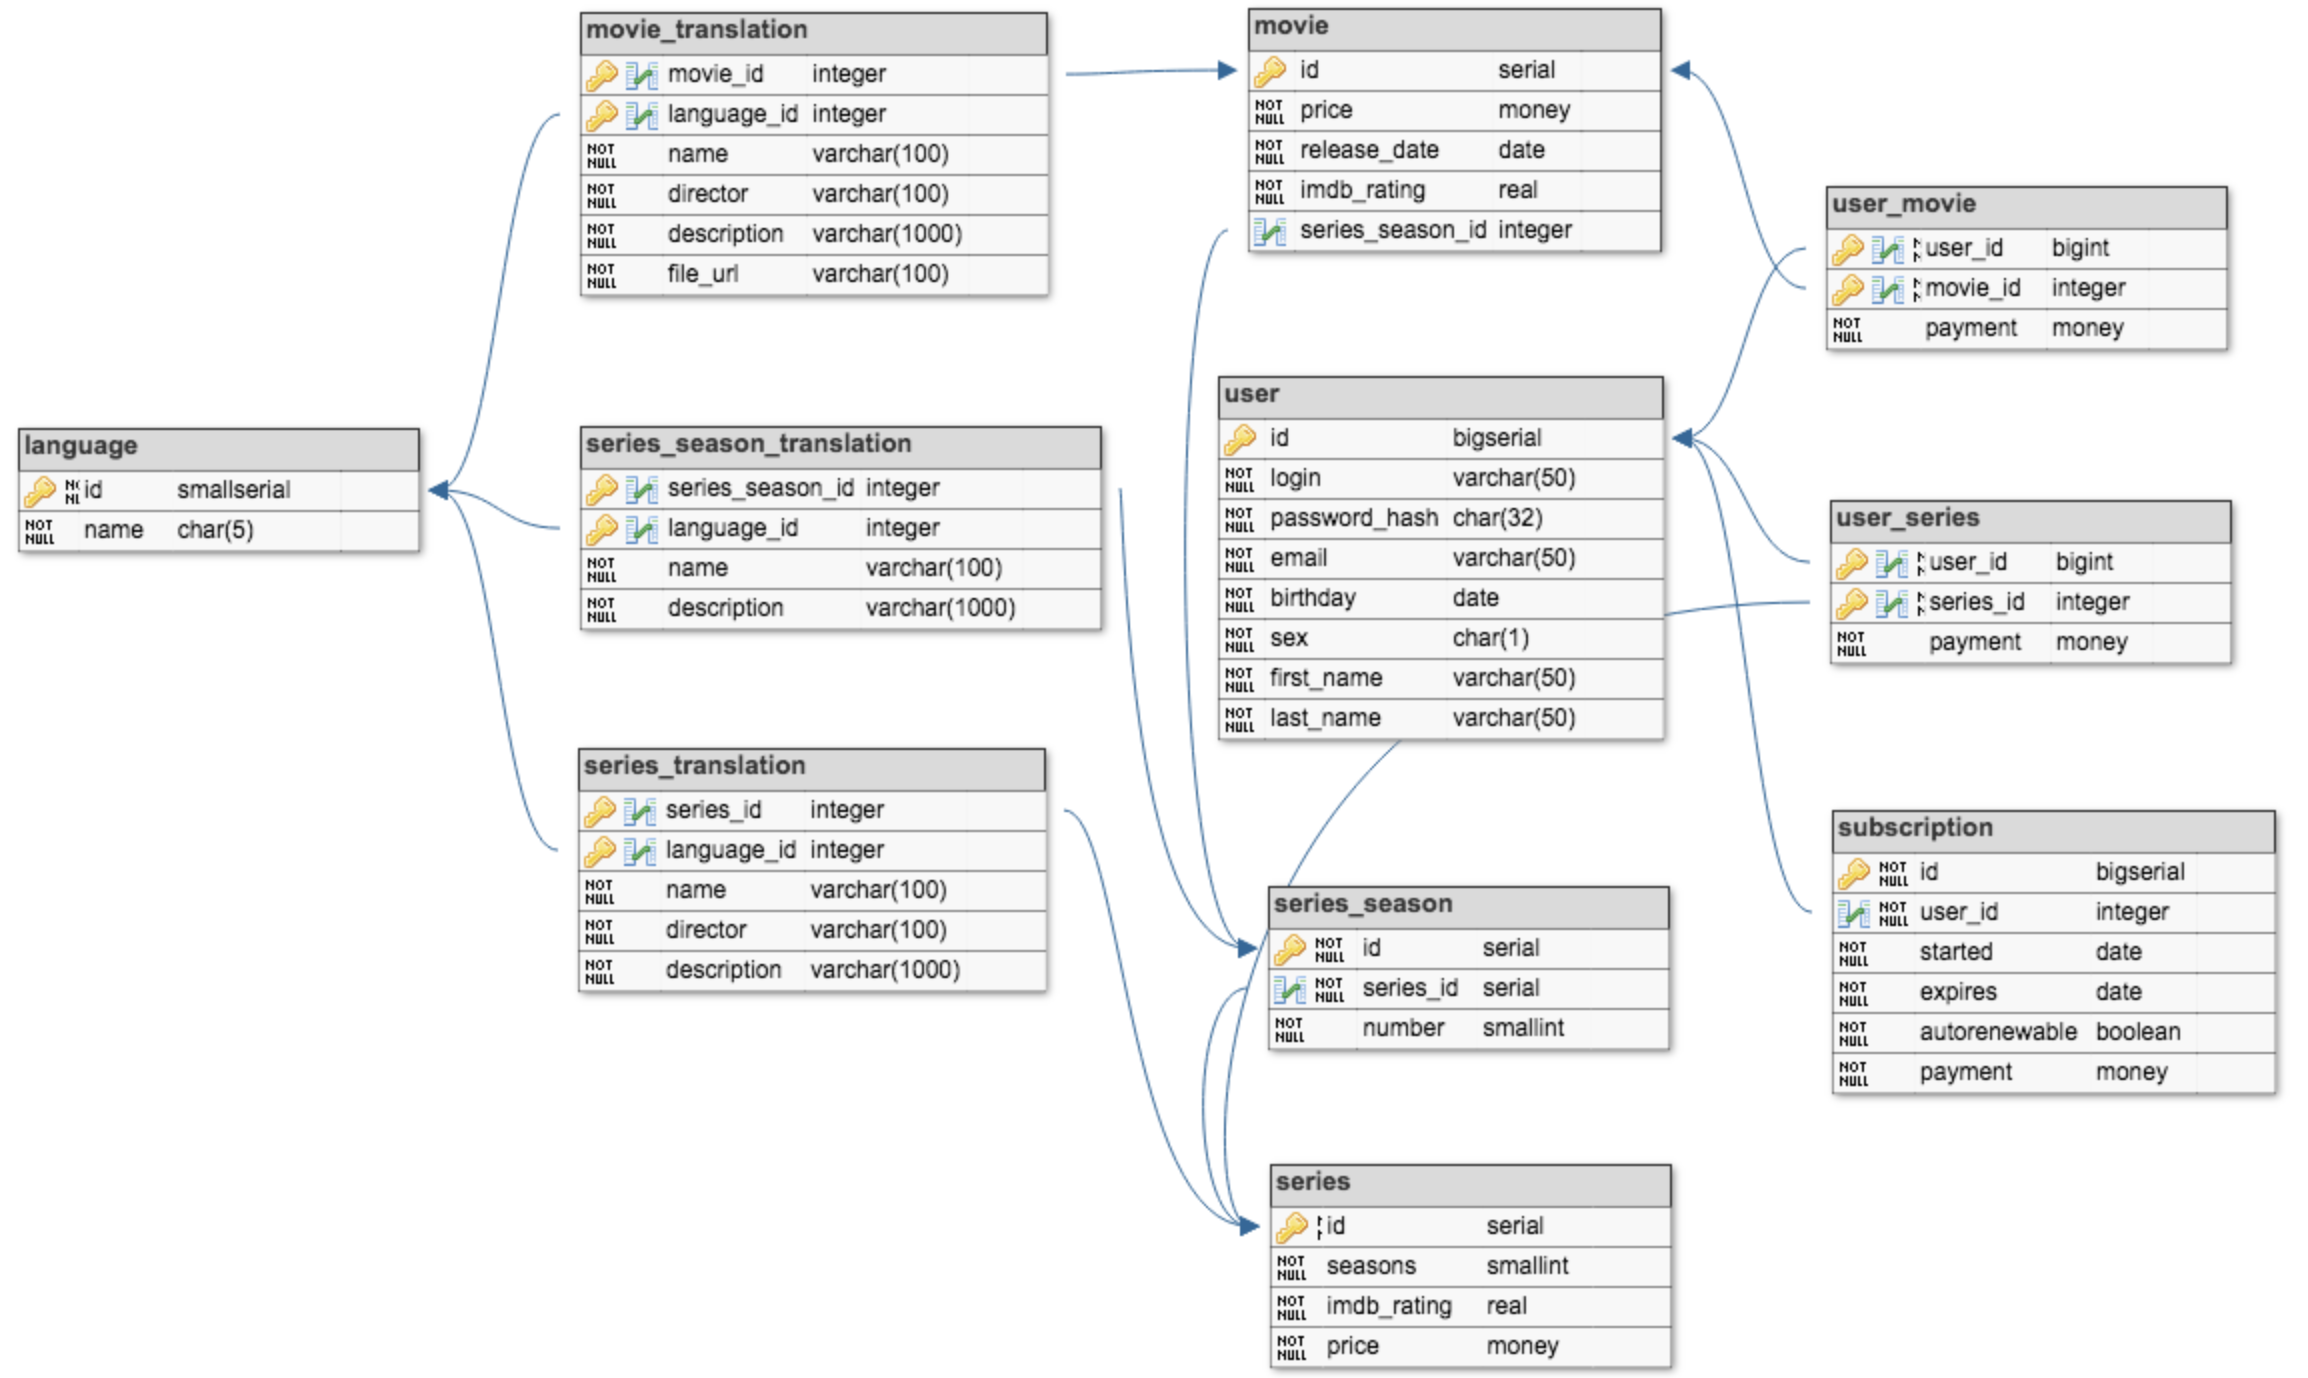 movie_translation
movie_id integer
language_id integer
NOT NULL name varchar(100)
NOT NULL director varchar(100)
NOT NULL description varchar(1000)
NOT NULL file_url varchar(100)
movie
id serial
NOT NULL price money
NOT NULL release_date date
NOT NULL imdb_rating real
series_season_id integer
user_movie
user_id bigint
movie_id integer
NOT NULL payment money
language
id smallserial
NOT NULL name char(5)
series_season_translation
series_season_id integer
language_id integer
NOT NULL name varchar(100)
NOT NULL description varchar(1000)
user
id bigserial
NOT NULL login varchar(50)
NOT NULL password_hash char(32)
NOT NULL email varchar(50)
NOT NULL birthday date
NOT NULL sex char(1)
NOT NULL first_name varchar(50)
NOT NULL last_name varchar(50)
user_series
user_id bigint
series_id integer
NOT NULL payment money
series_translation
series_id integer
language_id integer
NOT NULL name varchar(100)
NOT NULL director varchar(100)
NOT NULL description varchar(1000)
series_season
NOT NULL id serial
NOT NULL series_id serial
NOT NULL number smallint
subscription
NOT NULL id bigserial
NOT NULL user_id integer
NOT NULL started date
NOT NULL expires date
NOT NULL autorenewable boolean
NOT NULL payment money
series
id serial
NOT NULL seasons smallint
NOT NULL imdb_rating real
NOT NULL price money